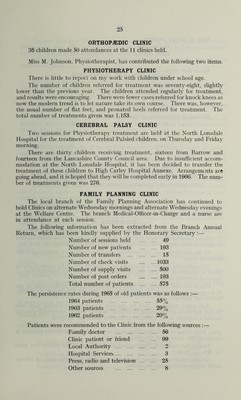 25
ORTHOPÆDIC CLINIC
35 children made 80 attendances at the 11 clinics held.
Miss M. Johnson, Physiotherapist, has contributed the following two items.
PHYSIOTHERAPY CLINIC
There is little to report on my work with children under school age.
The number of children referred for treatment was seventy-eight, slightly
lower than the previous year. The children attended regularly for treatment,
and results were encouraging. There were fewer cases referred for knock knees as
now the modern trend is to let nature take its own course. There was, however,
the usual number of flat feet, and pronated heels referred for treatment. The
total number of treatments given was 1,153.
CEREBRAL PALSY CLINIC
Two sessions for Physiotherapy treatment are held at the North Lonsdale
Hospital for the treatment of Cerebral Palsied children, on Thursday and Friday
morning.
There are thirty children receiving treatment, sixteen from Barrow and
fourteen from the Lancashire County Council area. Due to insufficient accom-
modation at the North Lonsdale Hospital, it has been decided to transfer the
treatment of these children to High Carley Hospital Annexe. Arrangements are
going ahead, and it is hoped that they will be completed early in 1966. The num-
ber of treatments given was 276.
FAMILY PLANNING CLINIC
The local branch of the Family Planning Association has continued to
hold Clinics on alternate Wednesday mornings and alternate Wednesday evenings
at the Welfare Centre. The branch Medical-Officer-in-Charge and a nurse are
in attendance at each session.
The following information has been extracted from the Branch Annual
Return, which has been kindly supplied by the Honorary Secretary :—
Number of sessions held 49
Number of new patients 193
Number of transfers 15
Number of check visits 1033
Number of supply visits 500
Number of post orders 193
Total number of patients 578
The persistence rates during 1965 of old patients was as follows :—
1964 patients 55%
1963 patients 29%
1962 patients 20%
Patients were recommended to the Clinic from the following sources :—
Family doctor 56
Clinic patient or friend 99
Local Authority 2
Hospital Services 3
Press, radio and television 25
Other sources 8